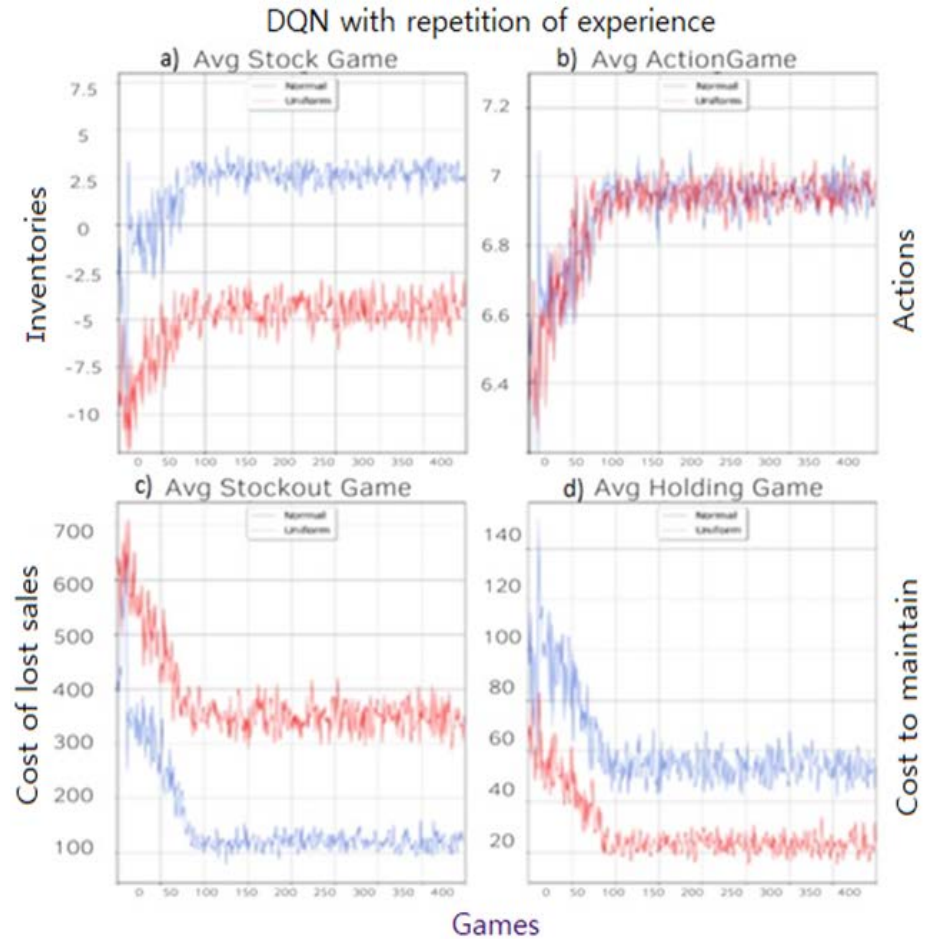 DQN with repetition of experience
a) Avg Stock Game
b) Avg ActionGame
Normal
Uniform
Normal
Uniform
7.5
5
2.5
0
-2.5
-5
-7.5
-10
Inventories
7.2
7
6.8
6.6
6.4
Actions
0 50 100 150 200 250 300 350 400
0 50 100 150 200 250 300 350 400
c) Avg Stockout Game
d) Avg Holding Game
Normal
Uniform
Normal
Uniform
700
600
500
400
300
200
100
Cost of lost sales
140
120
100
80
60
40
20
Cost to maintain
0 50 100 150 200 250 300 350 400
0 50 100 150 200 250 300 350 400
Games